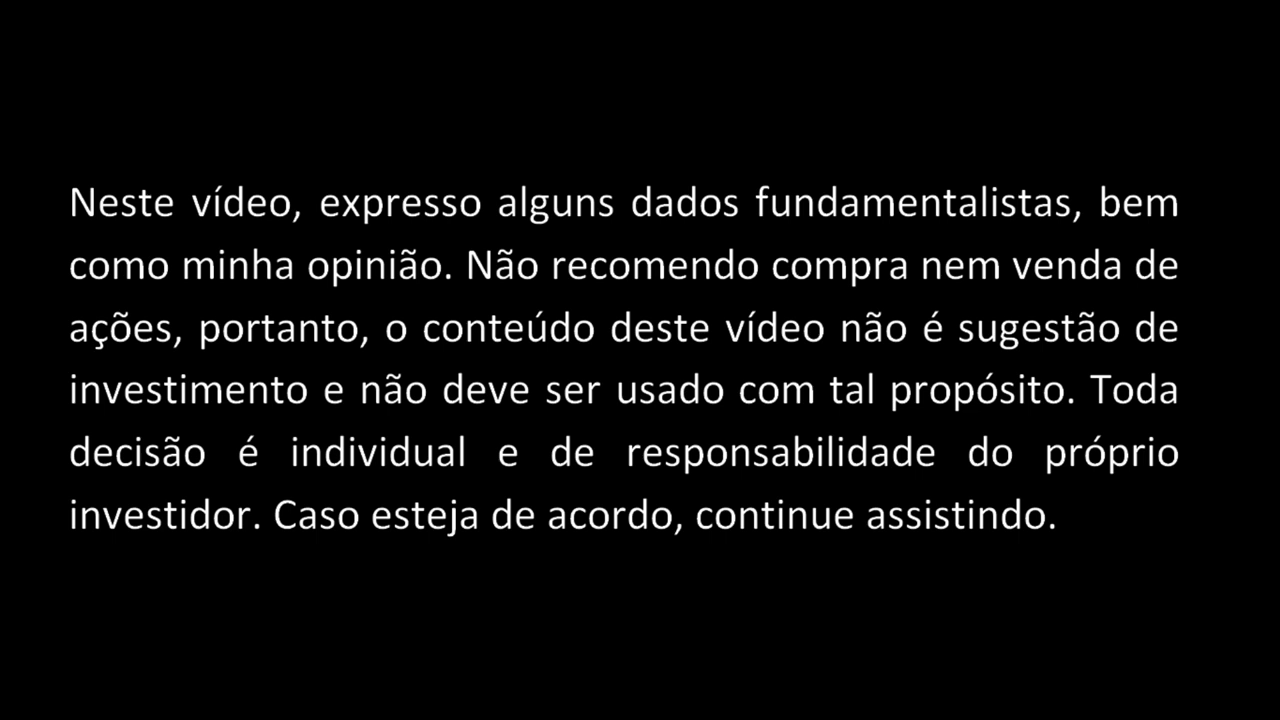 Neste vídeo, expresso alguns dados fundamentalistas, bem
como minha opinião. Não recomendo compra nem venda de
ações, portanto, o conteúdo deste vídeo não é sugestão de
investimento e não deve ser usado com tal propósito. Toda
decisão é individual e de responsabilidade do próprio
investidor. Caso esteja de acordo, continue assistindo.